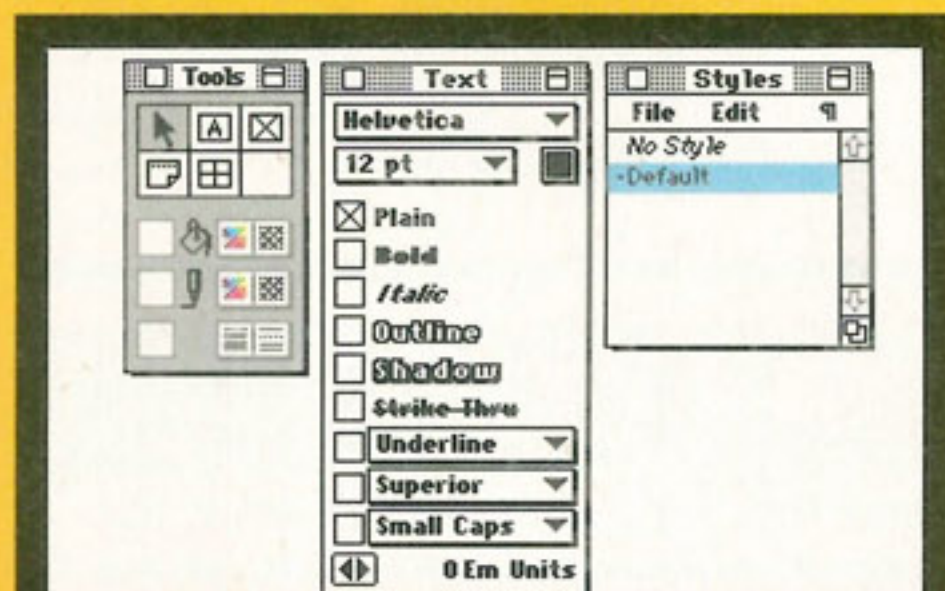 Tools
A
Text
Helvetica
12 pt
Plain
Bold
Italic
Outline
Shadow
Strike Thru
Underline
Superior
Small Caps
0 Em Units
Styles
File Edit ¶
No Style
•Default